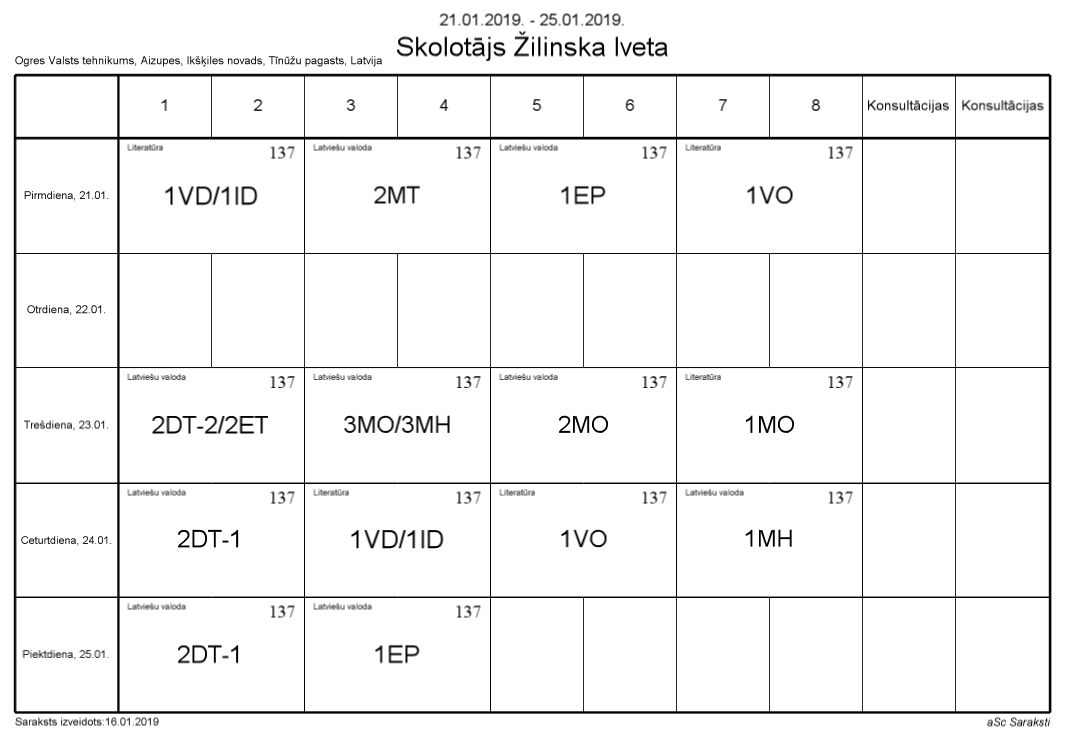 21.01.2019. - 25.01.2019.
Skolotājs Žilinska Iveta
Ogres Valsts tehnikums, Aizupes, Ikšķiles novads, Tīnūžu pagasts, Latvija
1 2 3 4 5 6 7 8 Konsultācijas Konsultācijas
Literatūra 137 Latviešu valoda 137 Latviešu valoda 137 Literatūra 137
Pirmdiena, 21.01. 1VD/1ID 2MT 1EP 1VO
Otrdiena, 22.01.
Latviešu valoda 137 Latviešu valoda 137 Latviešu valoda 137 Literatūra 137
Trešdiena, 23.01. 2DT-2/2ET 3MO/3MH 2MO 1MO
Latviešu valoda 137 Literatūra 137 Literatūra 137 Latviešu valoda 137
Ceturtdiena, 24.01. 2DT-1 1VD/1ID 1VO 1MH
Latviešu valoda 137 Latviešu valoda 137
Piektdiena, 25.01. 2DT-1 1EP
Saraksts izveidots:16.01.2019 aSc Saraksti